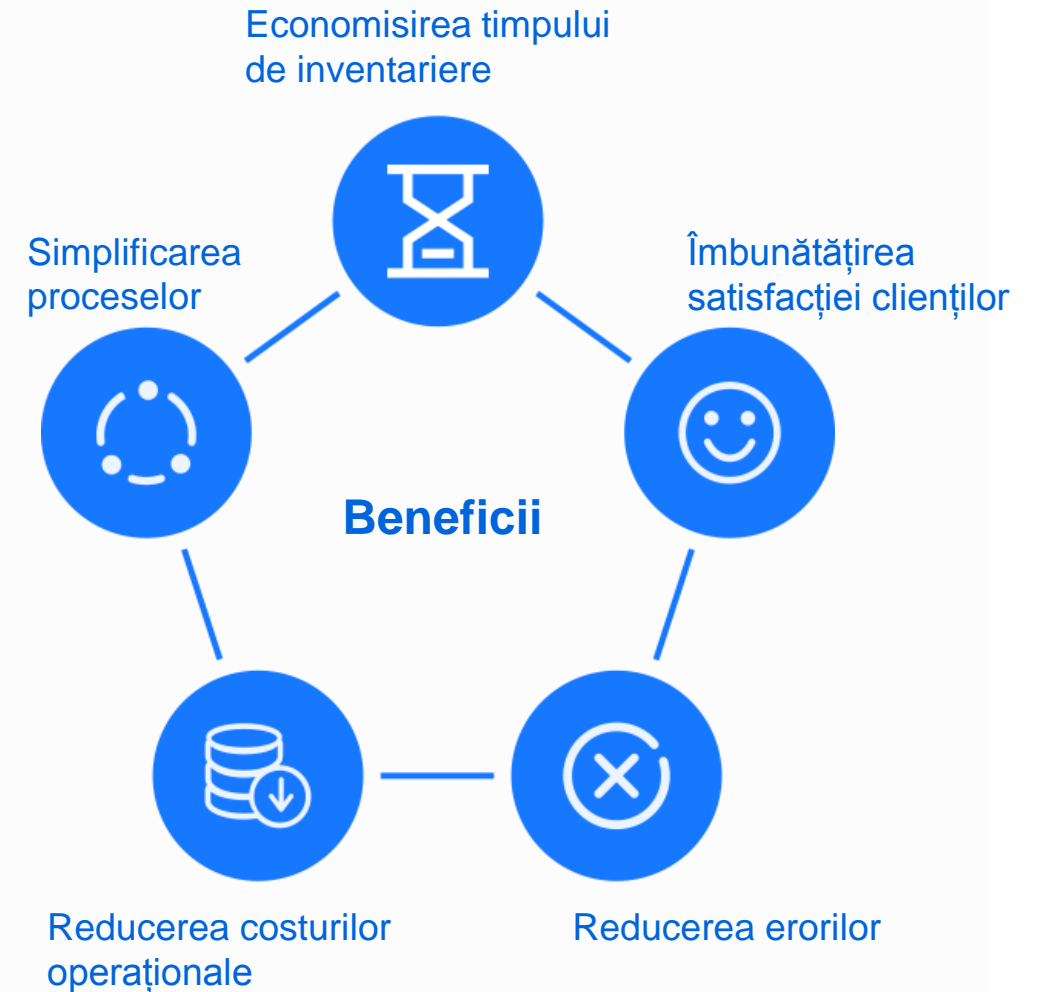 Economisirea timpului
de inventariere
Simplificarea
proceselor
Îmbunătățirea
satisfacției clienților
Beneficii
Reducerea costurilor
operaționale
Reducerea erorilor